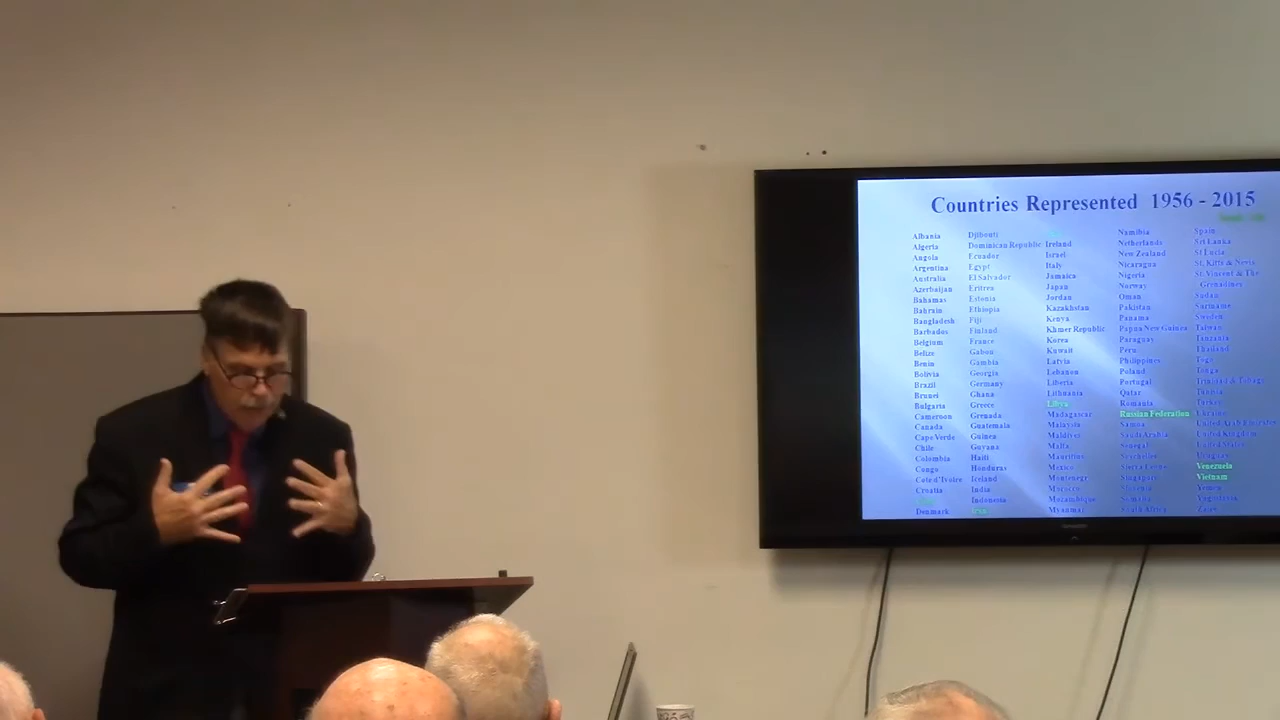 Countries Represented 1956 - 2015
Albania
Algeria
Angola
Argentina
Australia
Azerbaijan
Bahamas
Bahrain
Bangladesh
Barbados
Belgium
Belize
Benin
Bolivia
Brazil
Brunei
Bulgaria
Cameroon
Canada
Cape Verde
Chile
Colombia
Congo
Cote d'Ivoire
Croatia
Denmark
Djibouti
Dominican Republic
Ecuador
Egypt
El Salvador
Eritrea
Estonia
Ethiopia
Fiji
Finland
France
Gabon
Gambia
Georgia
Germany
Ghana
Greece
Grenada
Guatemala
Guinea
Guyana
Haiti
Honduras
Iceland
India
Indonesia
Iran
Ireland
Israel
Italy
Jamaica
Japan
Jordan
Kazakhstan
Kenya
Khmer Republic
Korea
Kuwait
Latvia
Lebanon
Liberia
Lithuania
Libya
Madagascar
Malaysia
Maldives
Malta
Mauritius
Mexico
Montenegr
Morocco
Mozambique
Myanmar
Namibia
Netherlands
New Zealand
Nicaragua
Nigeria
Norway
Oman
Pakistan
Panama
Papua New Guinea
Paraguay
Peru
Philippines
Poland
Portugal
Qatar
Romania
Russian Federation
Samoa
Saudi Arabia
Senegal
Seychelles
Sierra Leone
Singapore
Slovenia
Somalia
South Africa
Spain
Sri Lanka
St Lucia
St. Kitts & Nevis
St. Vincent & The
Grenadines
Sudan
Suriname
Sweden
Taiwan
Tanzania
Thailand
Togo
Tonga
Trinidad & Tobago
Tunisia
Turkey
Ukraine
United Arab Emirates
United Kingdom
United States
Uruguay
Venezuela
Vietnam
Yemen
Yugoslavia
Zaire